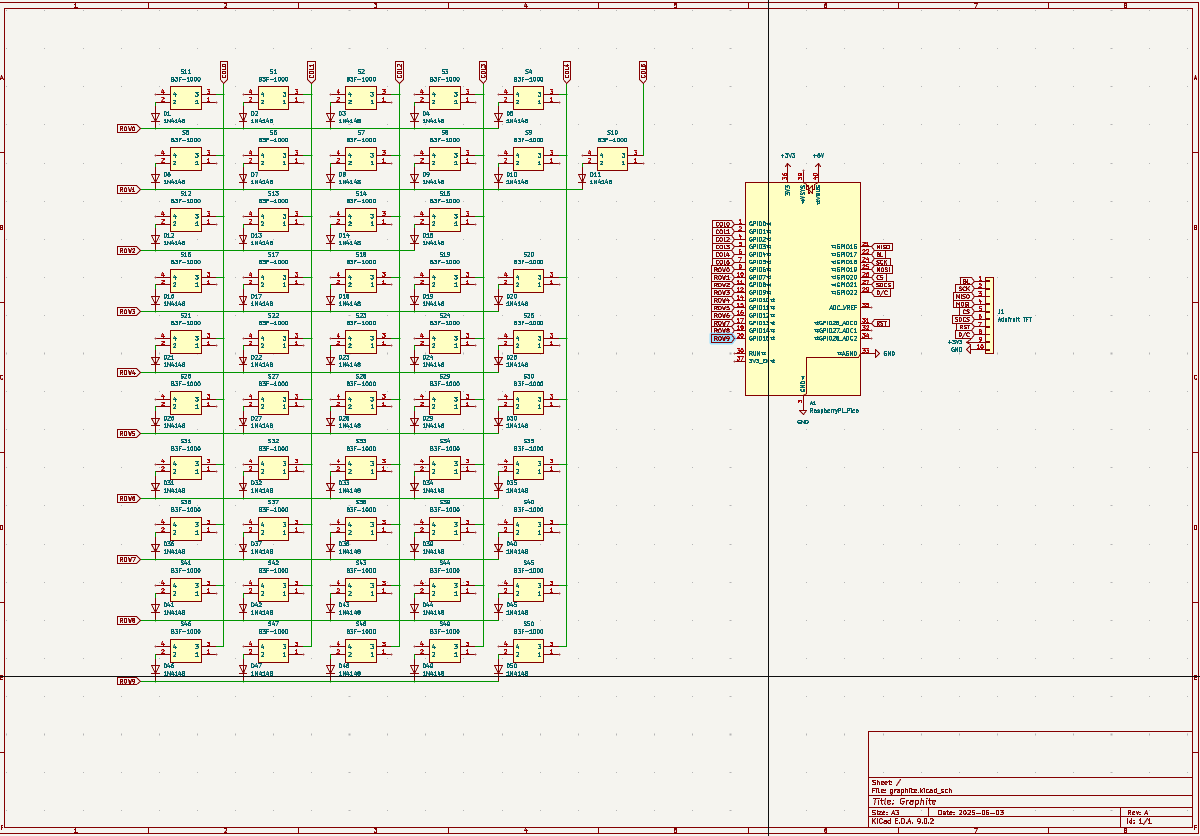 1 2 3 4 5 6 7 8
COL0 COL1 COL2 COL3 COL4 COL5
S11 S1 S2 S3 S4
B3F-1000 B3F-1000 B3F-1000 B3F-1000 B3F-1000
D1 D2 D3 D4 D5
1N4148 1N4148 1N4148 1N4148 1N4148
ROW0
S5 S6 S7 S8 S9 S10
B3F-1000 B3F-1000 B3F-1000 B3F-1000 B3F-1000 B3F-1000
D6 D7 D8 D9 D10 D11
1N4148 1N4148 1N4148 1N4148 1N4148 1N4148
ROW1
S12 S13 S14 S15
B3F-1000 B3F-1000 B3F-1000 B3F-1000
D12 D13 D14 D15
1N4148 1N4148 1N4148 1N4148
ROW2
S16 S17 S18 S19 S20
B3F-1000 B3F-1000 B3F-1000 B3F-1000 B3F-1000
D16 D17 D18 D19 D20
1N4148 1N4148 1N4148 1N4148 1N4148
ROW3
S21 S22 S23 S24 S25
B3F-1000 B3F-1000 B3F-1000 B3F-1000 B3F-1000
D21 D22 D23 D24 D25
1N4148 1N4148 1N4148 1N4148 1N4148
ROW4
S26 S27 S28 S29 S30
B3F-1000 B3F-1000 B3F-1000 B3F-1000 B3F-1000
D26 D27 D28 D29 D30
1N4148 1N4148 1N4148 1N4148 1N4148
ROW5
S31 S32 S33 S34 S35
B3F-1000 B3F-1000 B3F-1000 B3F-1000 B3F-1000
D31 D32 D33 D34 D35
1N4148 1N4148 1N4148 1N4148 1N4148
ROW6
S36 S37 S38 S39 S40
B3F-1000 B3F-1000 B3F-1000 B3F-1000 B3F-1000
D36 D37 D38 D39 D40
1N4148 1N4148 1N4148 1N4148 1N4148
ROW7
S41 S42 S43 S44 S45
B3F-1000 B3F-1000 B3F-1000 B3F-1000 B3F-1000
D41 D42 D43 D44 D45
1N4148 1N4148 1N4148 1N4148 1N4148
ROW8
S46 S47 S48 S49 S50
B3F-1000 B3F-1000 B3F-1000 B3F-1000 B3F-1000
D46 D47 D48 D49 D50
1N4148 1N4148 1N4148 1N4148 1N4148
ROW9
+3V3 +5V
3V3 VSYS VBUS
COL0 1 GPIO0
COL1 GPIO1
COL2 GPIO2
COL3 GPIO3
COL4 GPIO4
COL5 GPIO5
ROW0 GPIO6
ROW1 GPIO7
ROW2 GPIO8
ROW3 GPIO9
ROW4 GPIO10
ROW5 GPIO11
ROW6 GPIO12
ROW7 GPIO13
ROW8 GPIO14
ROW9 GPIO15
RUN
GPIO16 MISO
GPIO17 BL
GPIO18 SCK
GPIO19 MOSI
GPIO20 CS
GPIO21 SDCS
GPIO22 D/C
ADC_VREF
GPIO26_ADC0 RST
GPIO27_ADC1
GPIO28_ADC2
AGND 33 GND
GND
A1
RaspberryPi_Pico
GND
BL 1
SCK 2
MISO 3
MOSI 4
CS 5
SDCS 6
RST 7
D/C 8
+3V3 9
GND 10
J1
Adafruit TFT
Sheet: /
File: graphite.kicad_sch
Title: Graphite
Size: A3 Date: 2025-06-03 Rev: A
KiCad E.D.A. 9.0.2 Id: 1/1